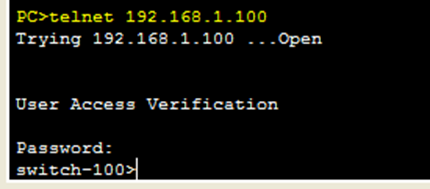 PC>telnet 192.168.1.100
Trying 192.168.1.100 ...Open
User Access Verification
Password:
switch-100>